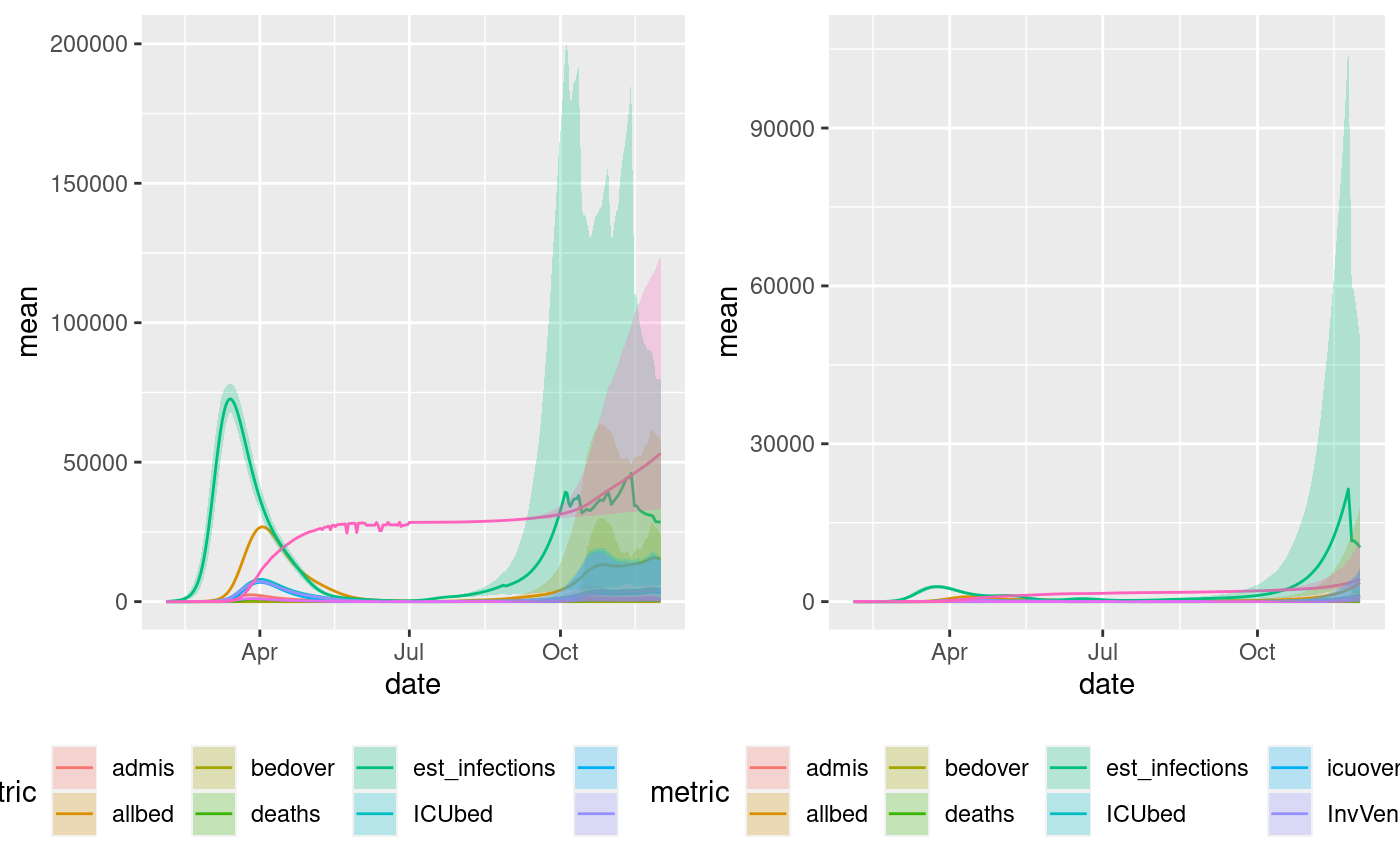 200000
150000
100000
50000
0
mean
Apr Jul Oct
date
90000
60000
30000
0
mean
Apr Jul Oct
date
tric admis bedover est_infections
allbed deaths ICUbed
metric admis bedover est_infections icuover
allbed deaths ICUbed InvVen